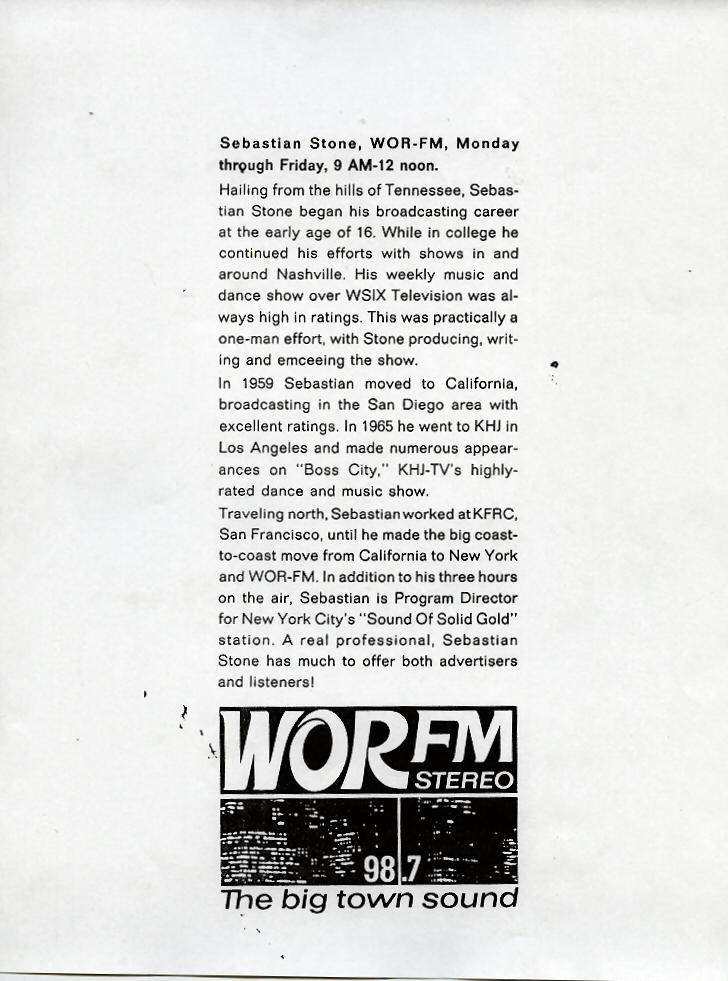 Sebastian Stone, WOR-FM, Monday
through Friday, 9 AM-12 noon.
Hailing from the hills of Tennessee, Sebas-
tian Stone began his broadcasting career
at the early age of 16. While in college he
continued his efforts with shows in and
around Nashville. His weekly music and
dance show over WSIX Television was al-
ways high in ratings. This was practically a
one-man effort, with Stone producing, writ-
ing and emceeing the show.
In 1959 Sebastian moved to California,
broadcasting in the San Diego area with
excellent ratings. In 1965 he went to KHJ in
Los Angeles and made numerous appear-
ances on "Boss City," KHJ-TV's highly-
rated dance and music show.
Traveling north, Sebastian worked at KFRC,
San Francisco, until he made the big coast-
to-coast move from California to New York
and WOR-FM. In addition to his three hours
on the air, Sebastian is Program Director
for New York City's "Sound Of Solid Gold"
station. A real professional, Sebastian
Stone has much to offer both advertisers
and listeners!
WOR FM
STEREO
98.7
The big town sound